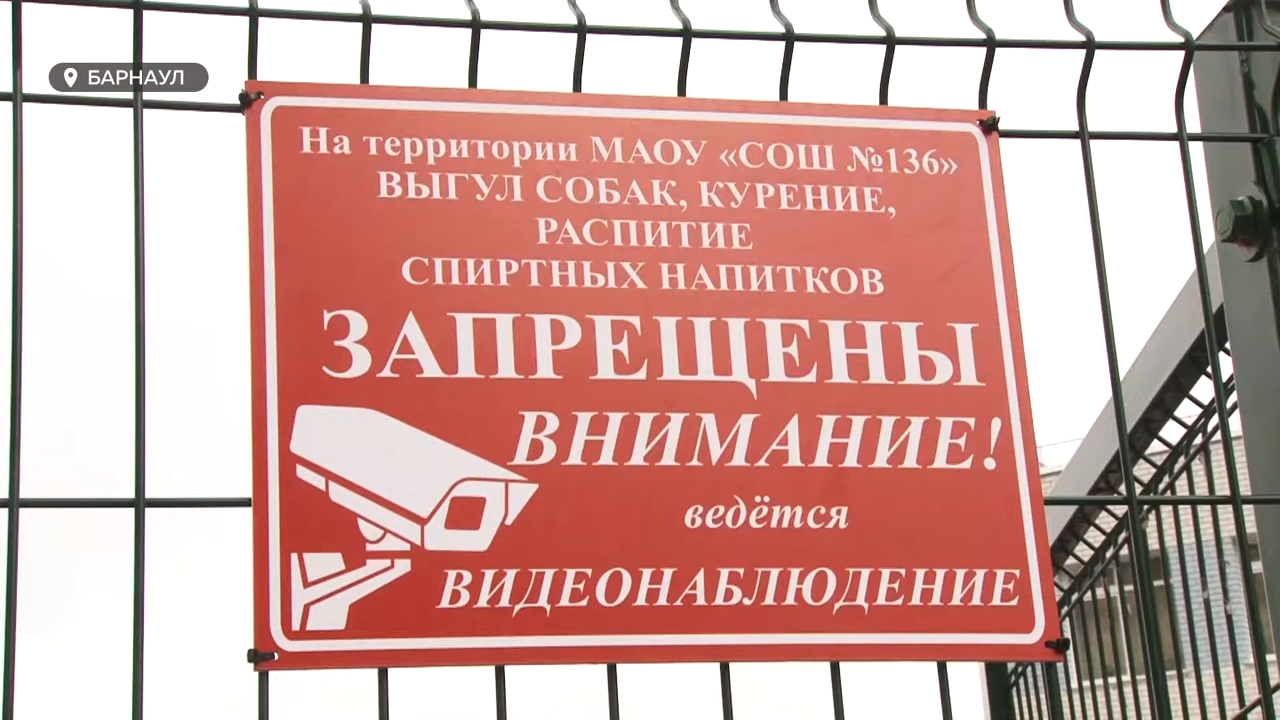 БАРНАУЛ
На территории МАОУ «СОШ №136»
ВЫГУЛ СОБАК, КУРЕНИЕ,
РАСПИТИЕ
СПИРТНЫХ НАПИТКОВ
ЗАПРЕЩЕНЫ
ВНИМАНИЕ!
ведётся
ВИДЕОНАБЛЮДЕНИЕ